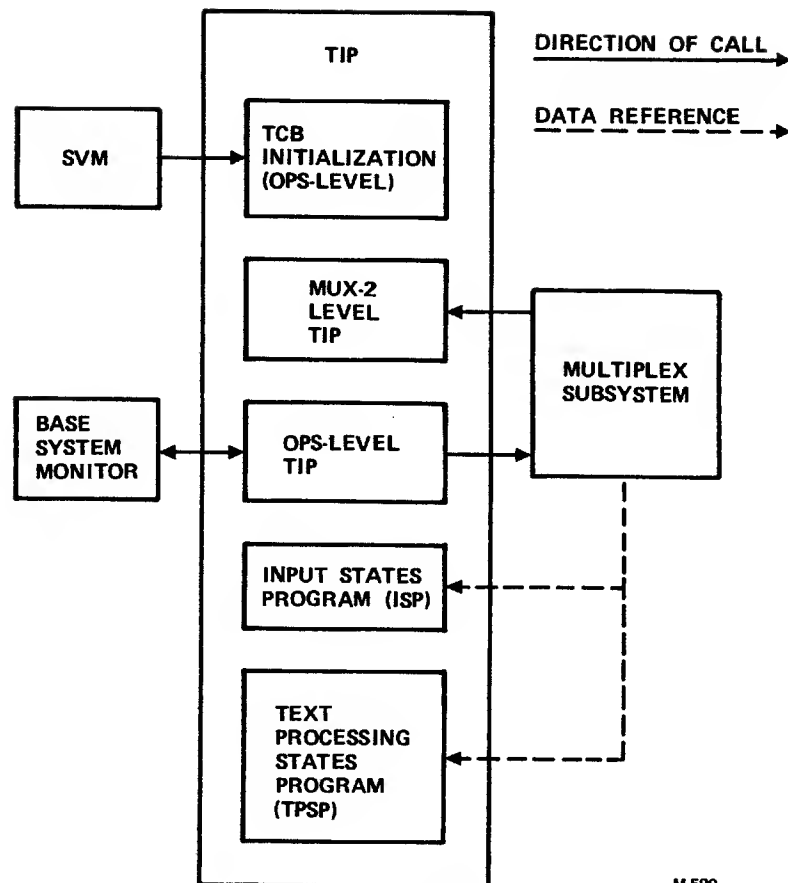 TIP
DIRECTION OF CALL
DATA REFERENCE
SVM
TCB
INITIALIZATION
(OPS-LEVEL)
MUX-2
LEVEL
TIP
MULTIPLEX
SUBSYSTEM
BASE
SYSTEM
MONITOR
OPS-LEVEL
TIP
INPUT STATES
PROGRAM (ISP)
TEXT
PROCESSING
STATES
PROGRAM
(TPSP)